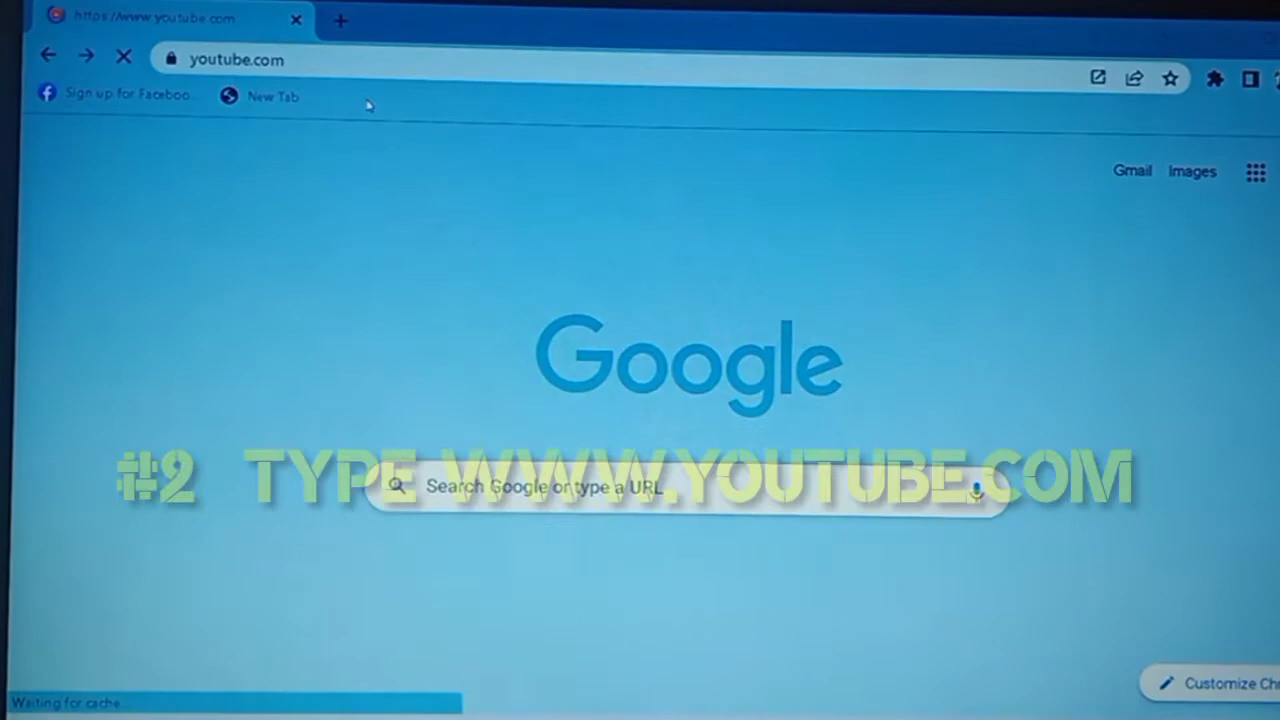 https://www.youtube.com
youtube.com
Sign up for Faceboo...
New Tab
Gmail Images
Google
#2 TYPE WWW.YOUTUBE.COM
Search Google or type a URL
Waiting for cache...
Customize Ch